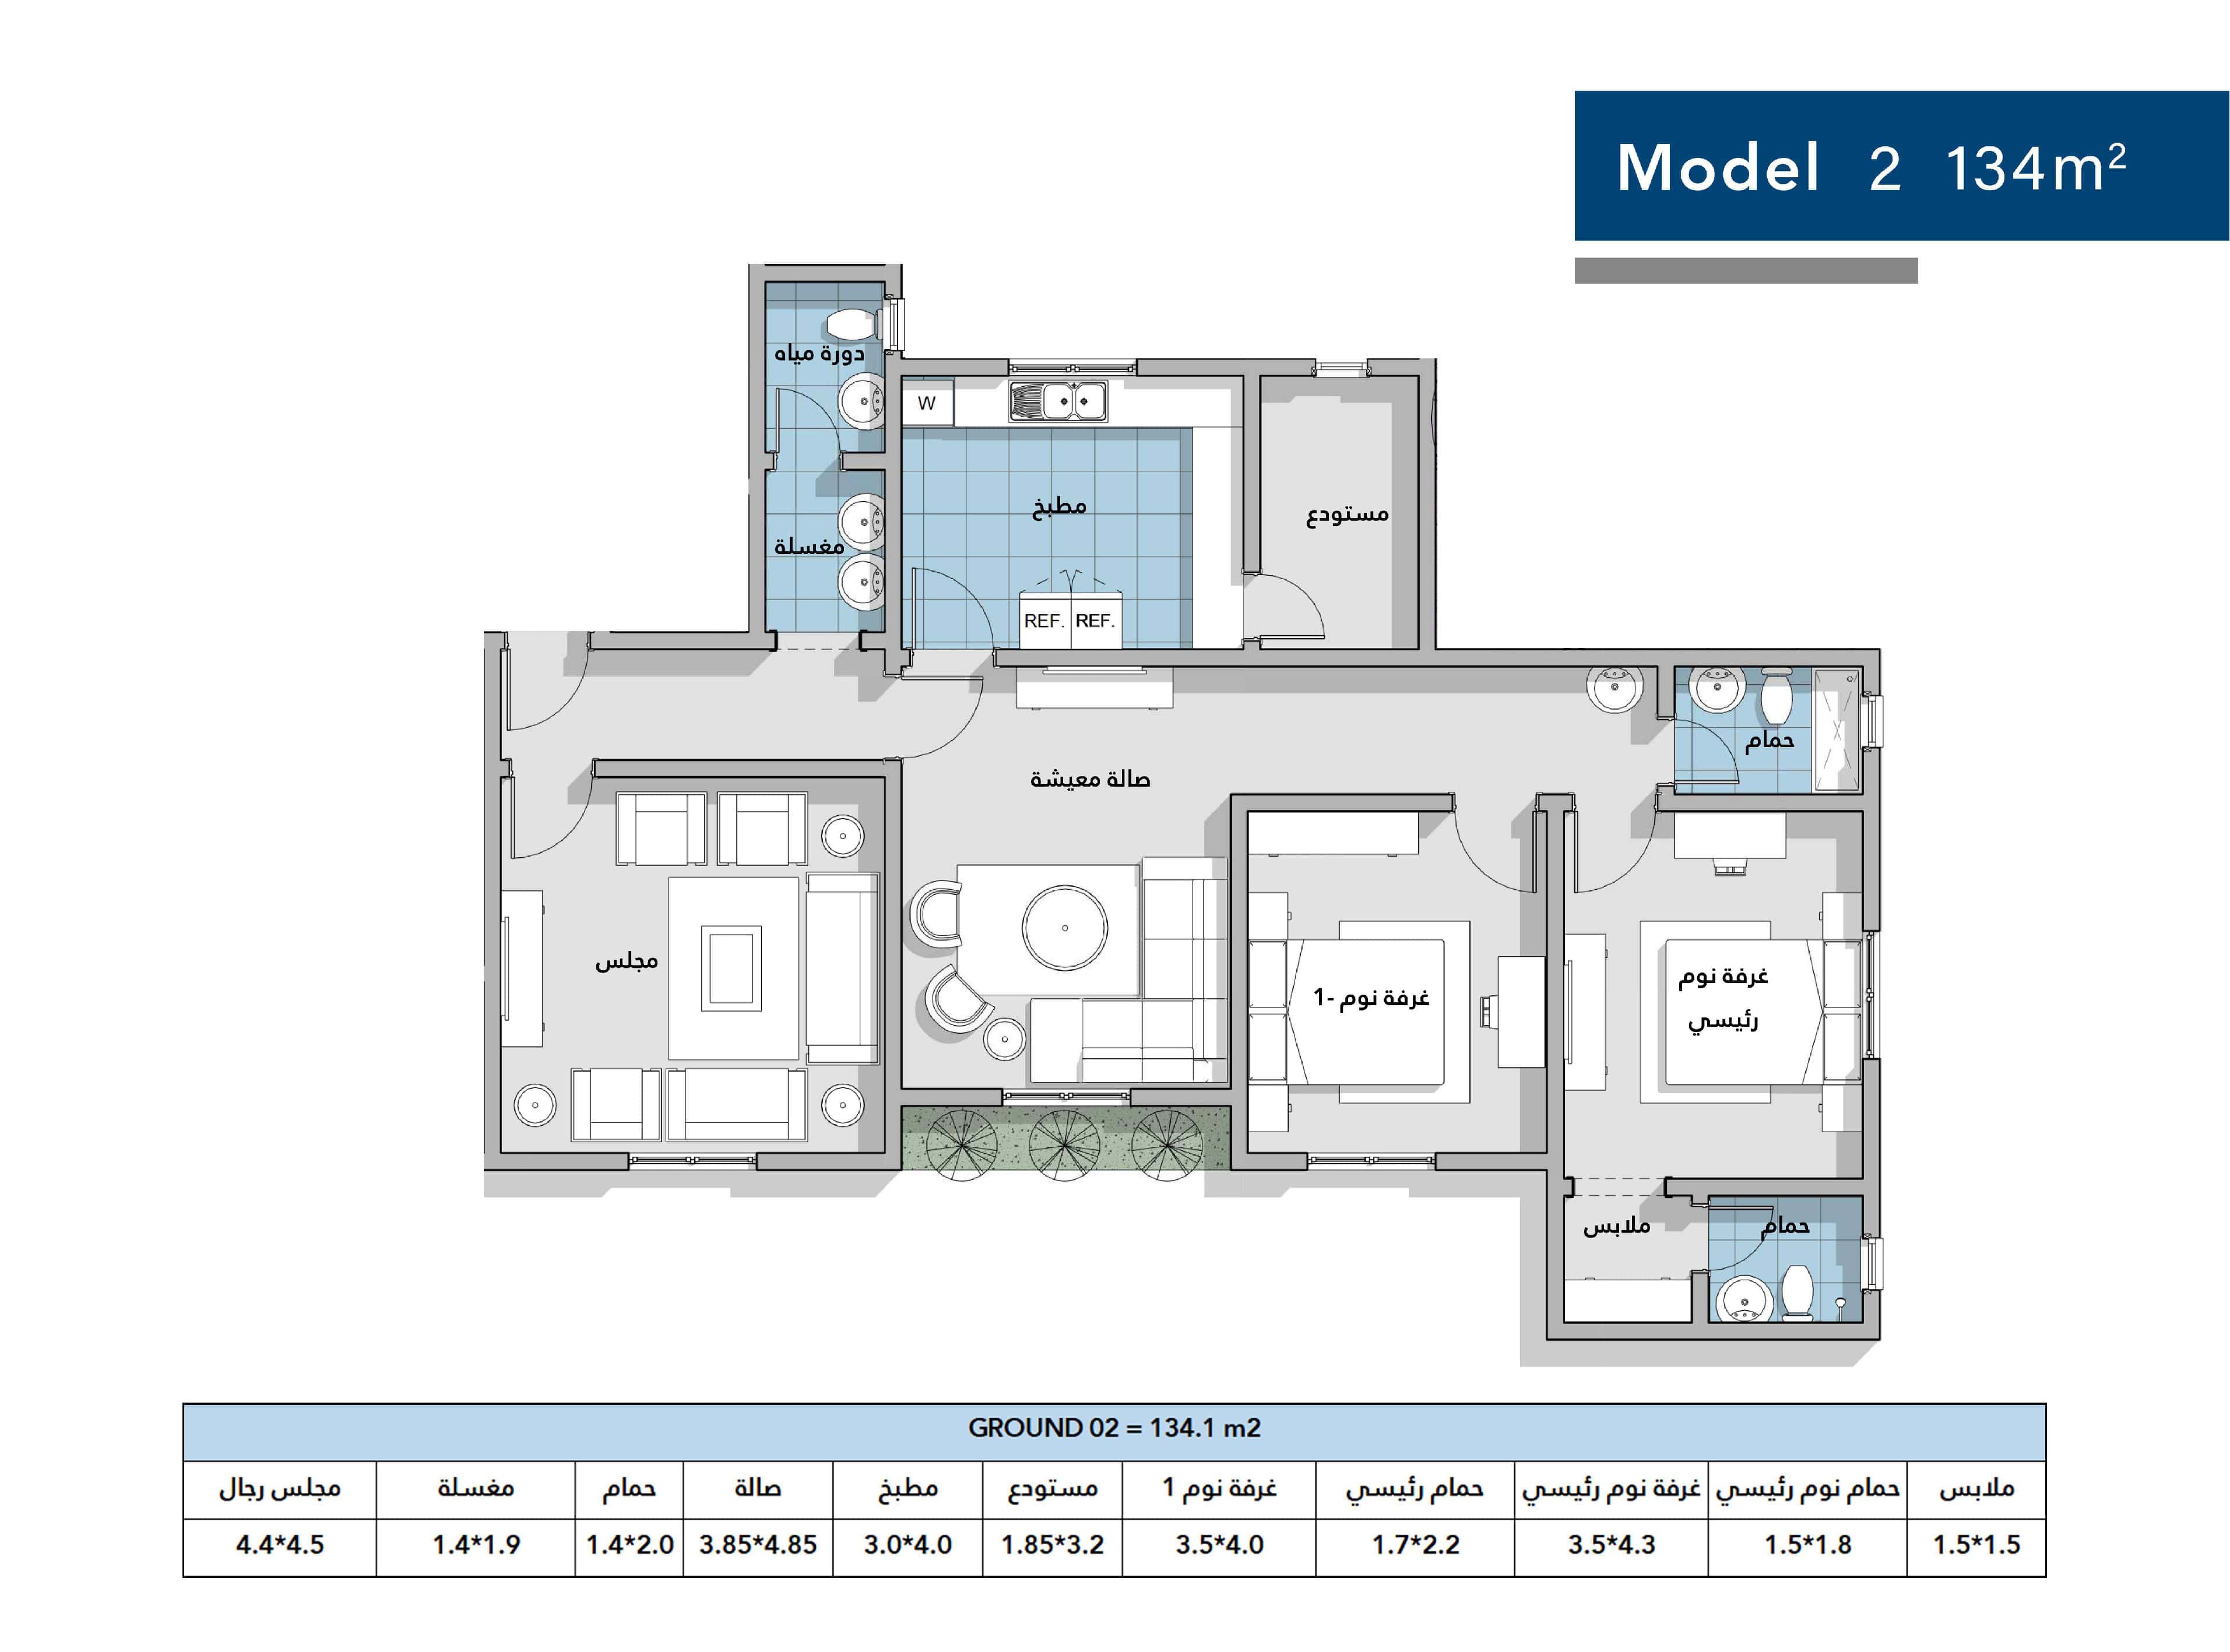 Model 2 134m²
دورة مياه
W
مطبخ
مستودع
مغسلة
REF. REF.
حمام
صالة معيشة
مجلس
غرفة نوم -1
غرفة نوم
رئيسي
ملابس
حمام
GROUND 02 = 134.1 m2
مجلس رجال مغسلة حمام صالة مطبخ مستودع غرفة نوم 1 حمام رئيسي غرفة نوم رئيسي حمام نوم رئيسي ملابس
4.4*4.5 1.4*1.9 1.4*2.0 3.85*4.85 3.0*4.0 1.85*3.2 3.5*4.0 1.7*2.2 3.5*4.3 1.5*1.8 1.5*1.5